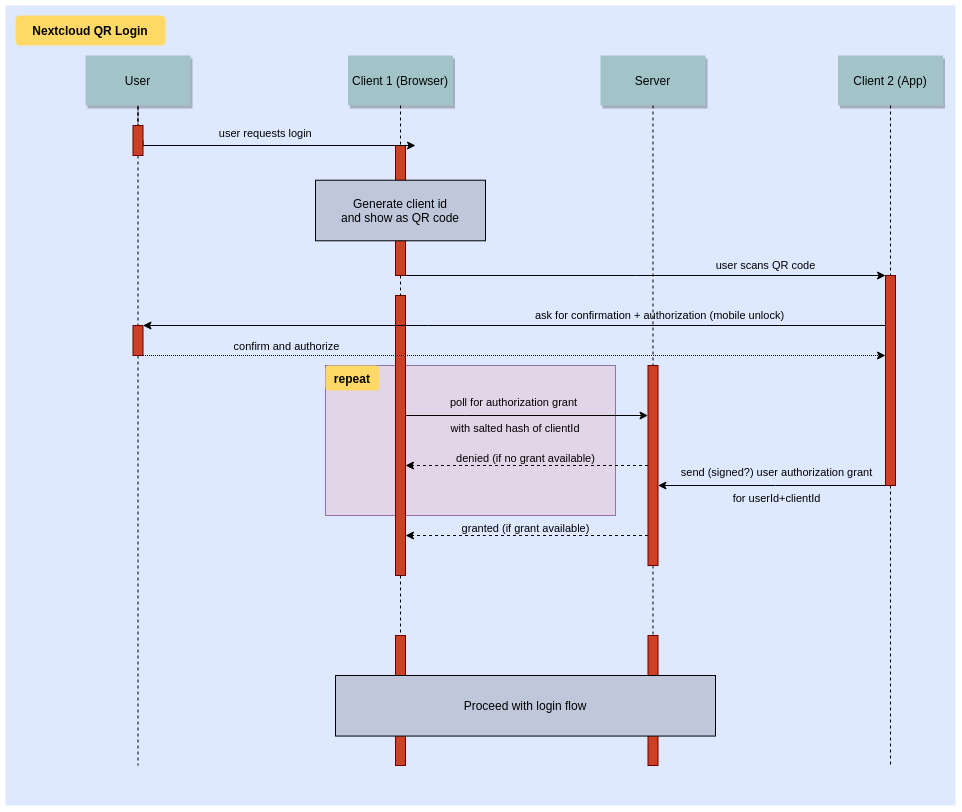 Nextcloud QR Login
User
Client 1 (Browser)
Server
Client 2 (App)
user requests login
Generate client id
and show as QR code
user scans QR code
ask for confirmation + authorization (mobile unlock)
confirm and authorize
repeat
poll for authorization grant
with salted hash of clientId
denied (if no grant available)
send (signed?) user authorization grant
for userId+clientId
granted (if grant available)
Proceed with login flow